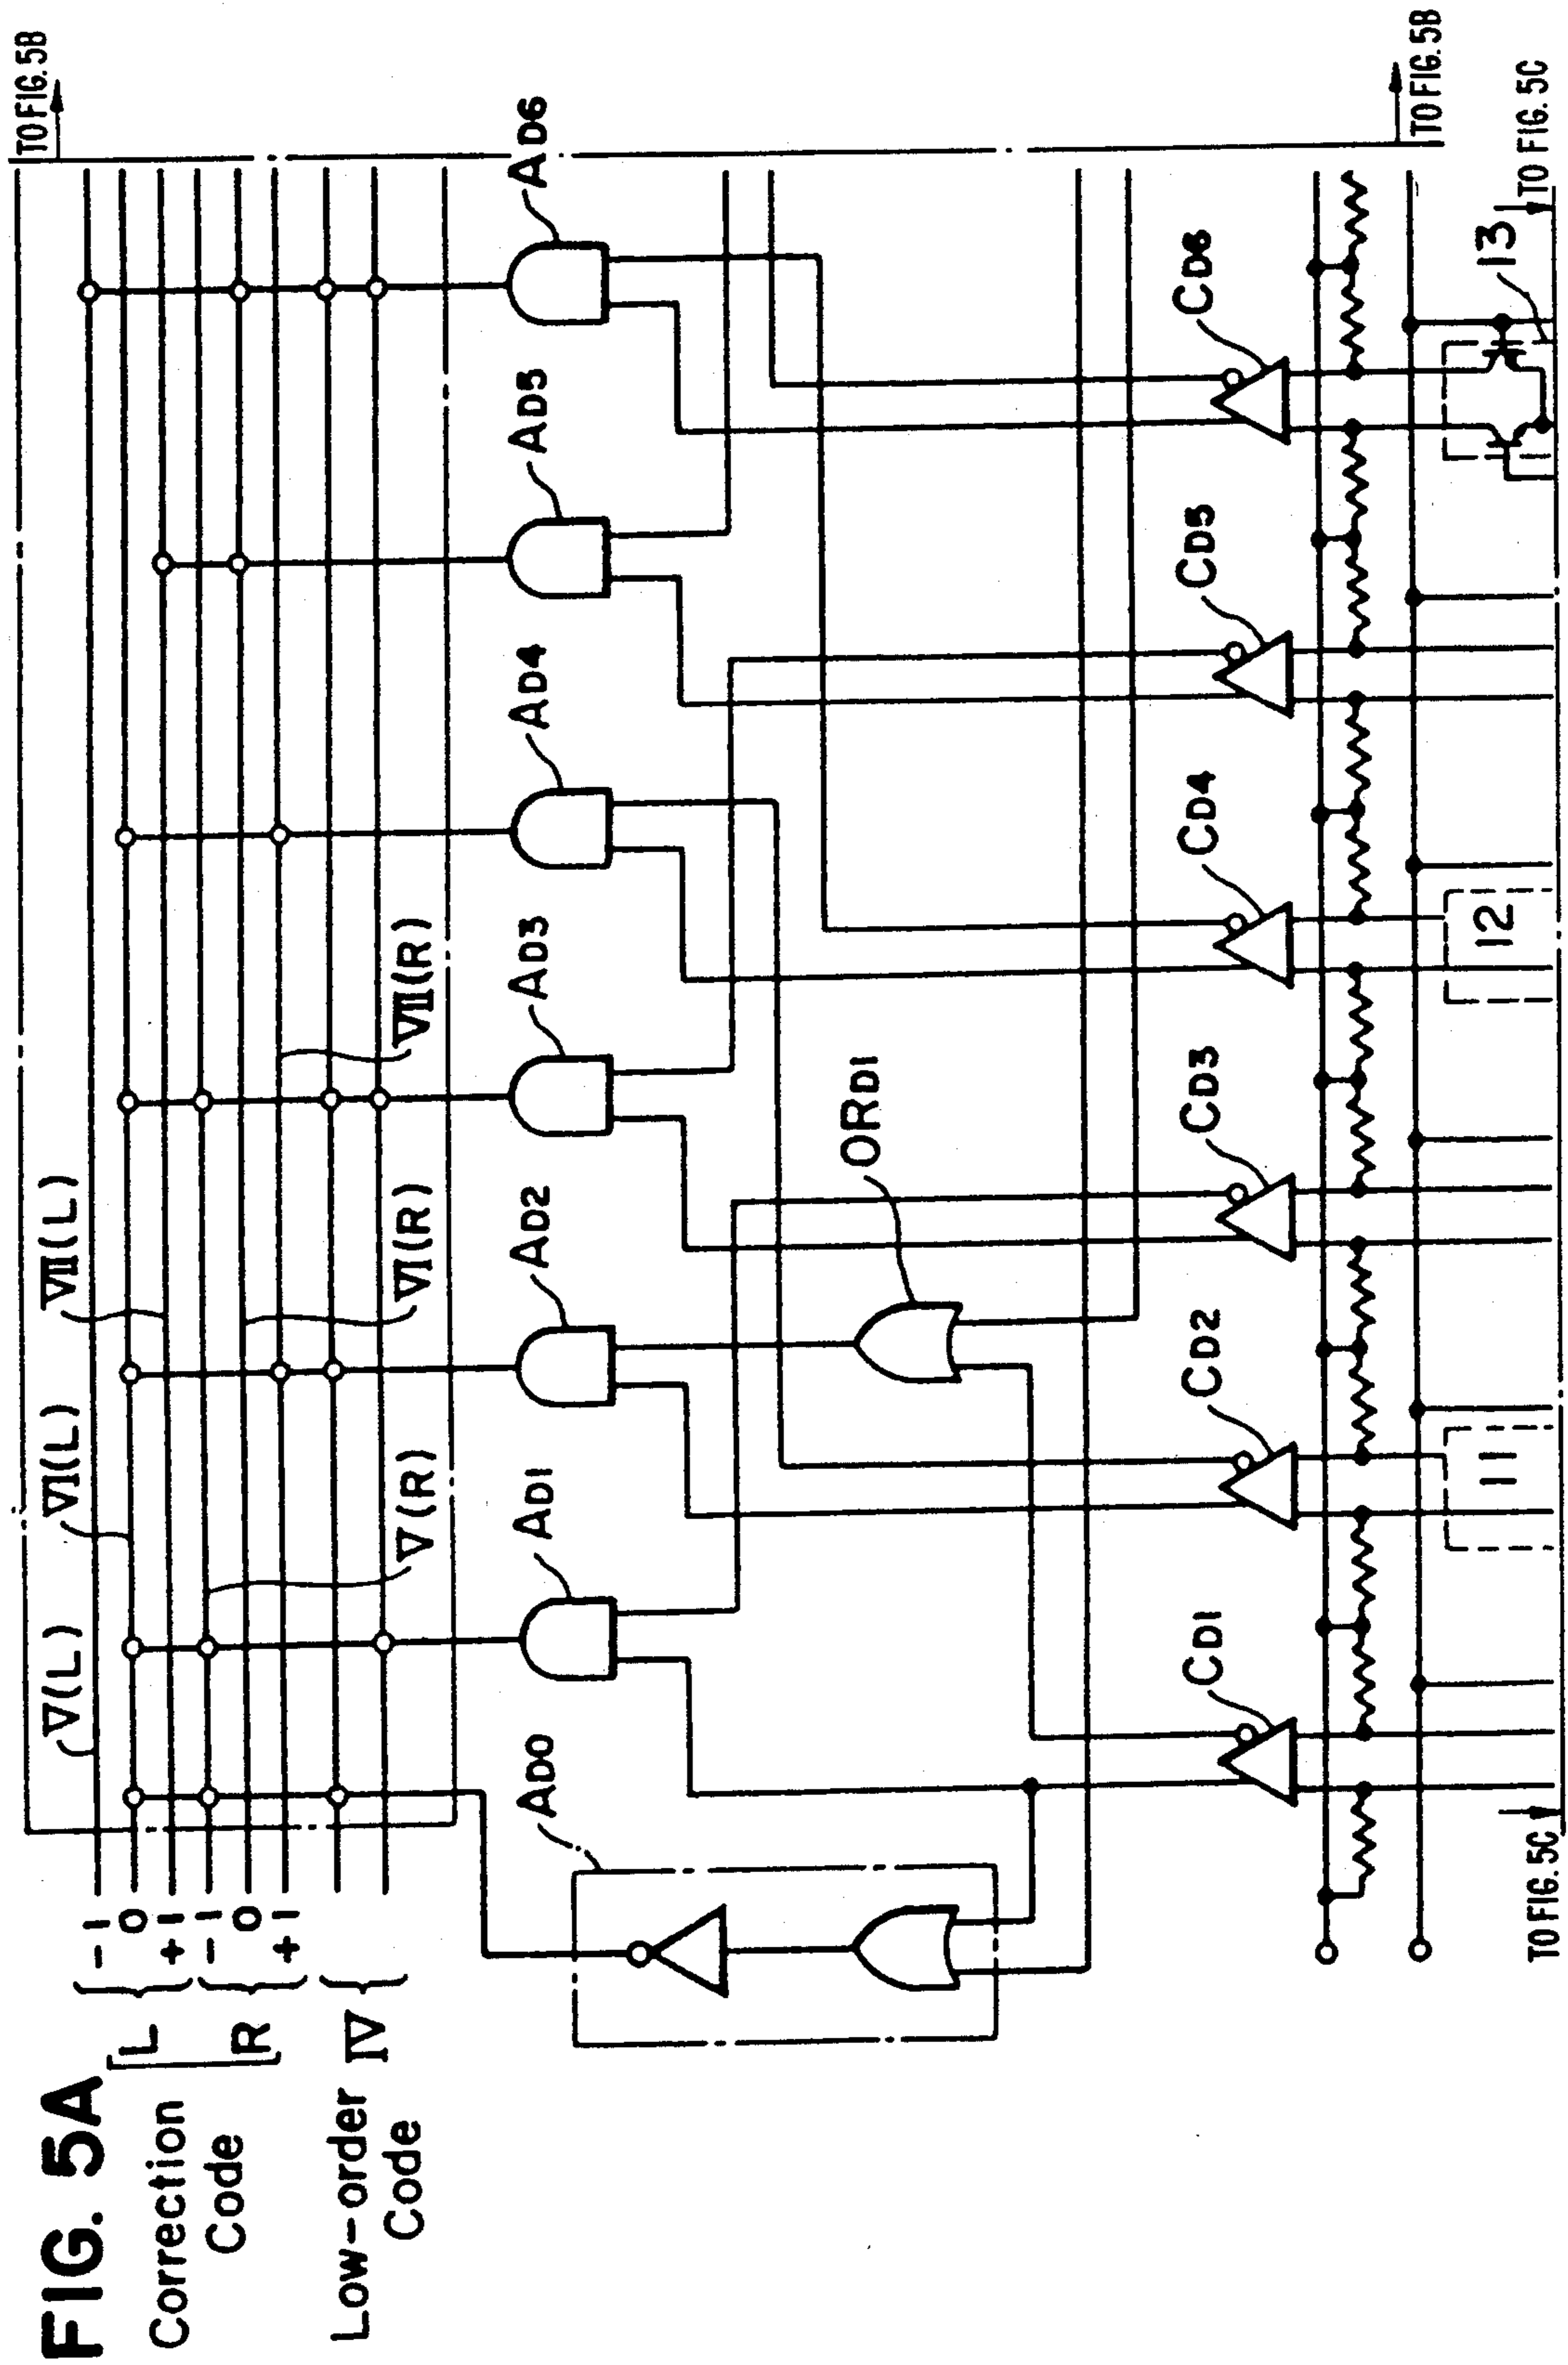 FIG. 5A
Correction Code
L
R
-1
0
+1
-1
0
+1
Low-order Code
IV
V(L)
VI(L)
VII(L)
V(R)
VI(R)
VII(R)
AD0
AD1
AD2
AD3
AD4
AD5
AD6
ORD1
CD1
CD2
CD3
CD4
CD5
CD6
11
12
13
TO FIG. 5B
TO FIG. 5B
TO FIG. 5C
TO FIG. 5C